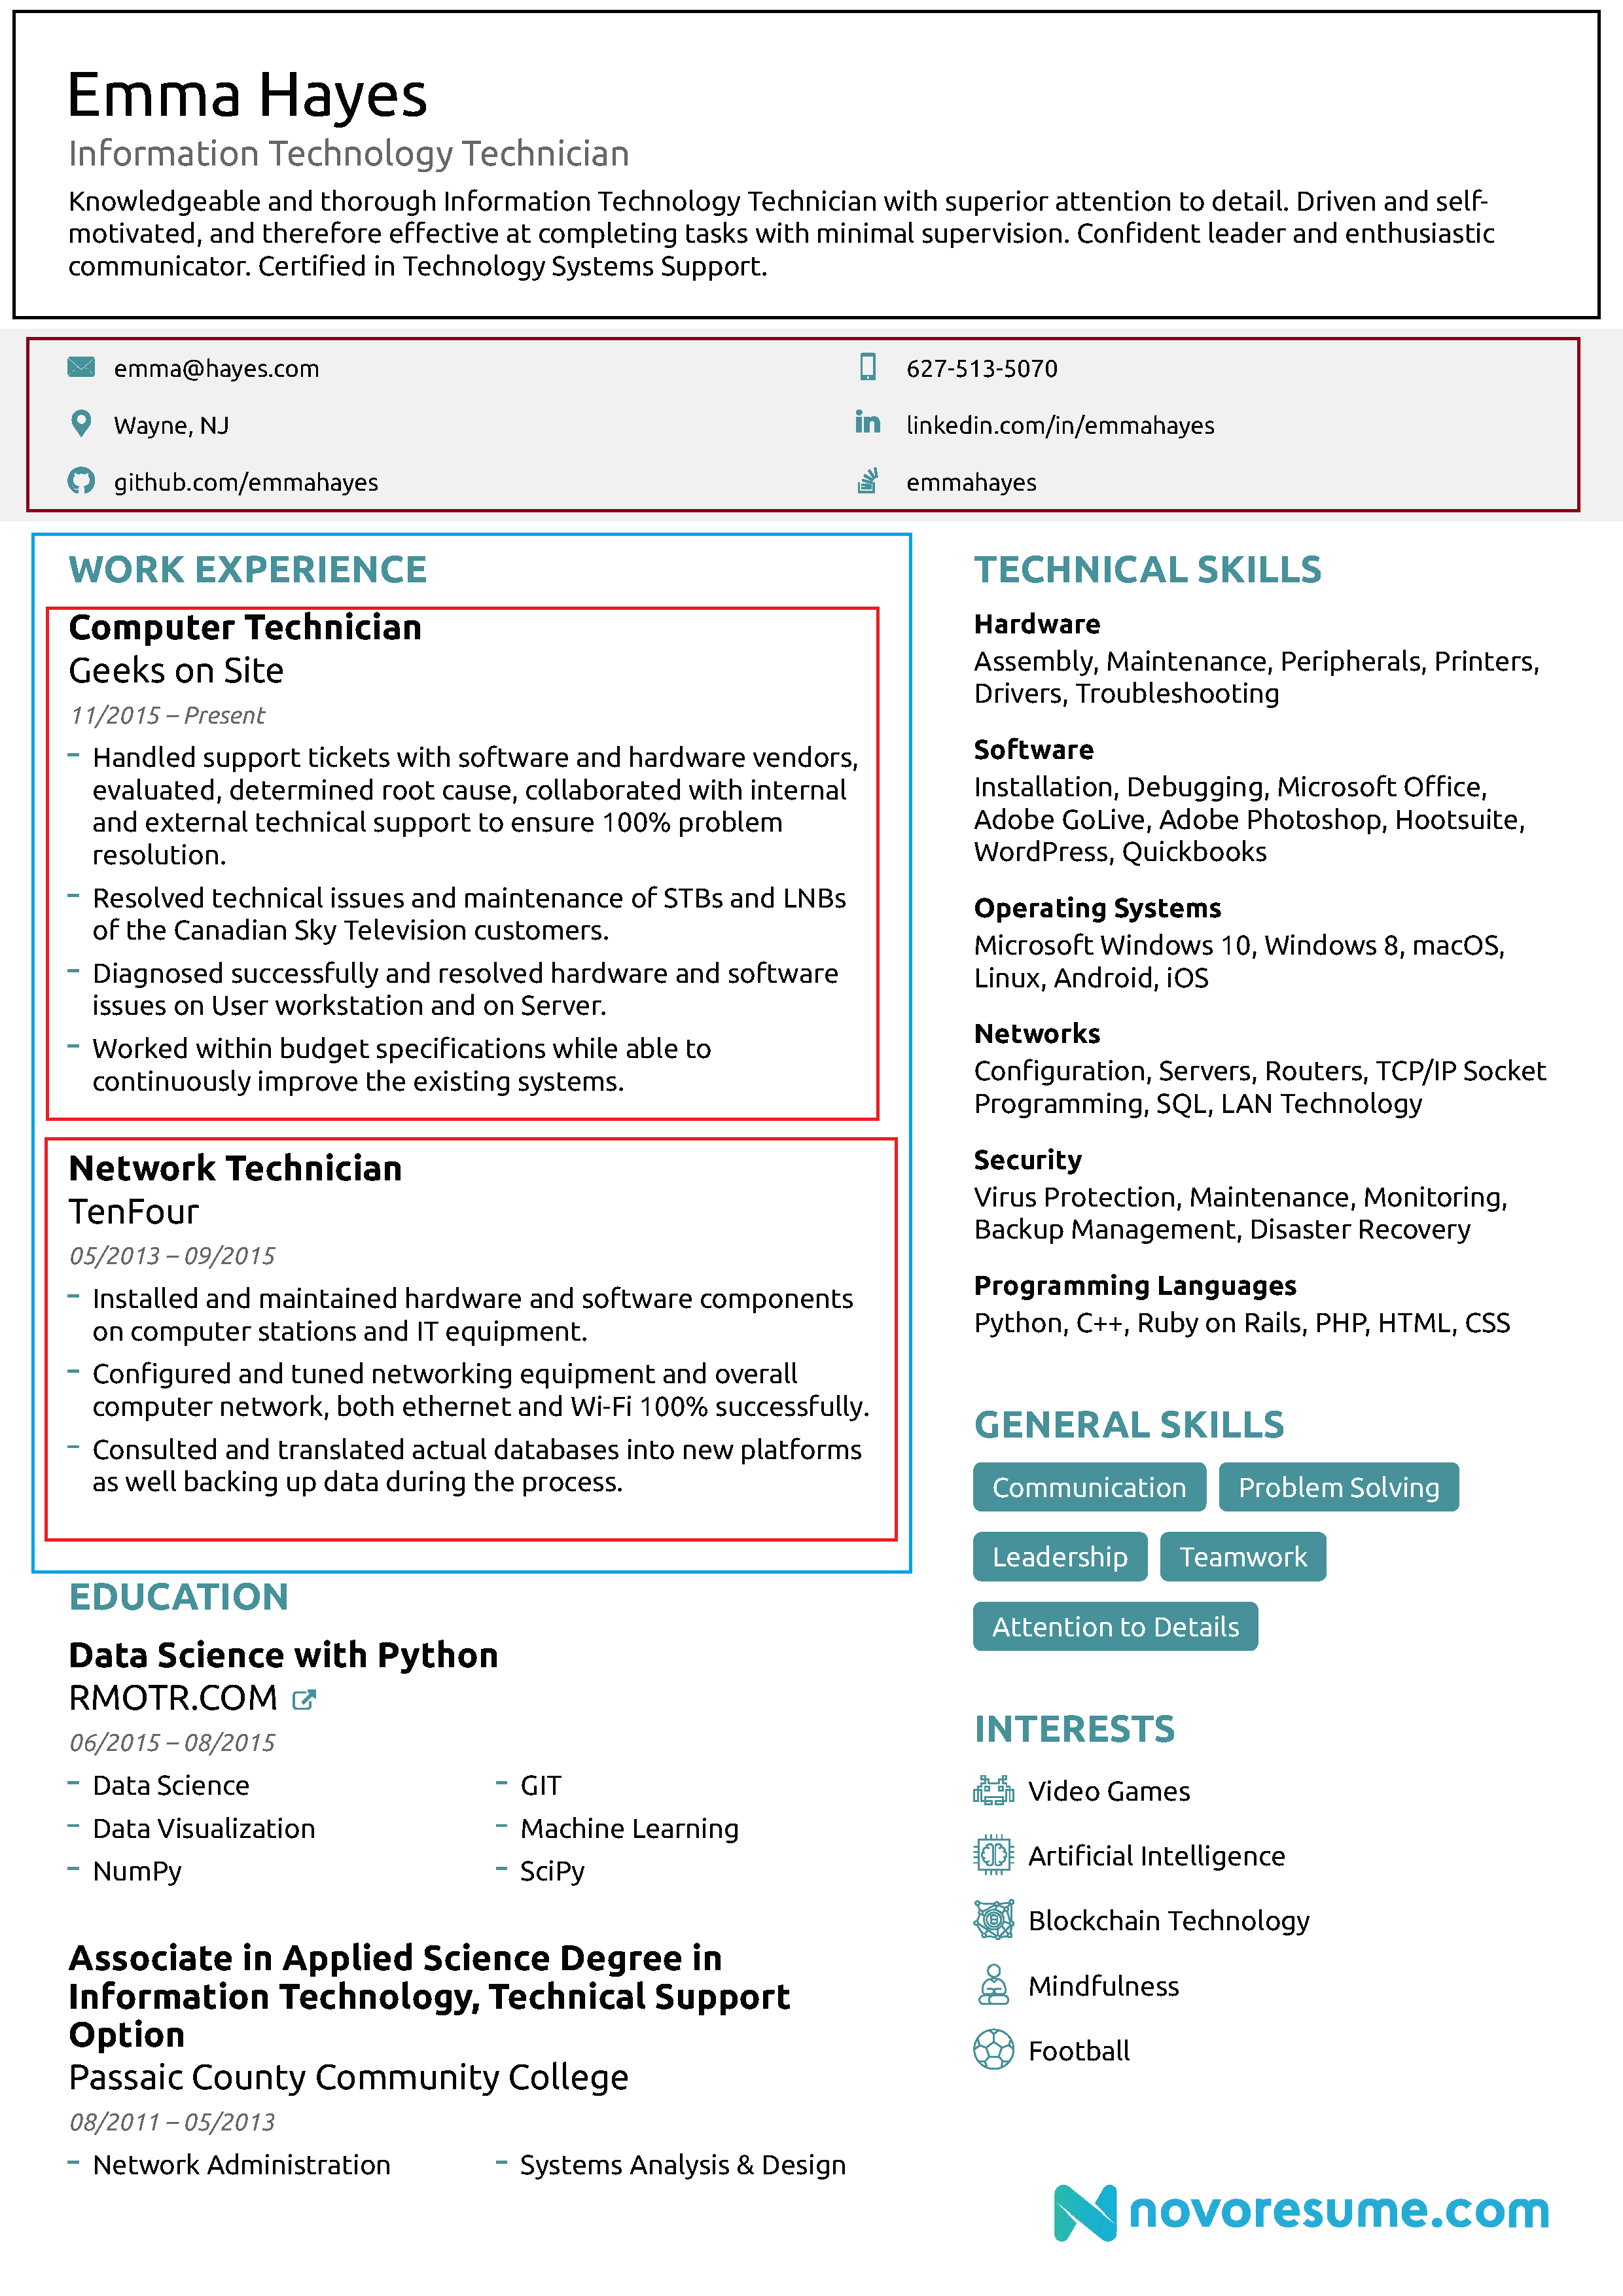 Emma Hayes
Information Technology Technician
Knowledgeable and thorough Information Technology Technician with superior attention to detail. Driven and self-
motivated, and therefore effective at completing tasks with minimal supervision. Confident leader and enthusiastic
communicator. Certified in Technology Systems Support.
emma@hayes.com
627-513-5070
Wayne, NJ
linkedin.com/in/emmahayes
github.com/emmahayes
emmahayes
WORK EXPERIENCE
Computer Technician
Geeks on Site
11/2015 – Present
– Handled support tickets with software and hardware vendors,
evaluated, determined root cause, collaborated with internal
and external technical support to ensure 100% problem
resolution.
– Resolved technical issues and maintenance of STBs and LNBs
of the Canadian Sky Television customers.
– Diagnosed successfully and resolved hardware and software
issues on User workstation and on Server.
– Worked within budget specifications while able to
continuously improve the existing systems.
Network Technician
TenFour
05/2013 – 09/2015
– Installed and maintained hardware and software components
on computer stations and IT equipment.
– Configured and tuned networking equipment and overall
computer network, both ethernet and Wi-Fi 100% successfully.
– Consulted and translated actual databases into new platforms
as well backing up data during the process.
EDUCATION
Data Science with Python
RMOTR.COM
06/2015 – 08/2015
– Data Science
– GIT
– Data Visualization
– Machine Learning
– NumPy
– SciPy
Associate in Applied Science Degree in
Information Technology, Technical Support
Option
Passaic County Community College
08/2011 – 05/2013
– Network Administration
– Systems Analysis & Design
TECHNICAL SKILLS
Hardware
Assembly, Maintenance, Peripherals, Printers,
Drivers, Troubleshooting
Software
Installation, Debugging, Microsoft Office,
Adobe GoLive, Adobe Photoshop, Hootsuite,
WordPress, Quickbooks
Operating Systems
Microsoft Windows 10, Windows 8, macOS,
Linux, Android, iOS
Networks
Configuration, Servers, Routers, TCP/IP Socket
Programming, SQL, LAN Technology
Security
Virus Protection, Maintenance, Monitoring,
Backup Management, Disaster Recovery
Programming Languages
Python, C++, Ruby on Rails, PHP, HTML, CSS
GENERAL SKILLS
Communication
Problem Solving
Leadership
Teamwork
Attention to Details
INTERESTS
Video Games
Artificial Intelligence
Blockchain Technology
Mindfulness
Football
novoresume.com